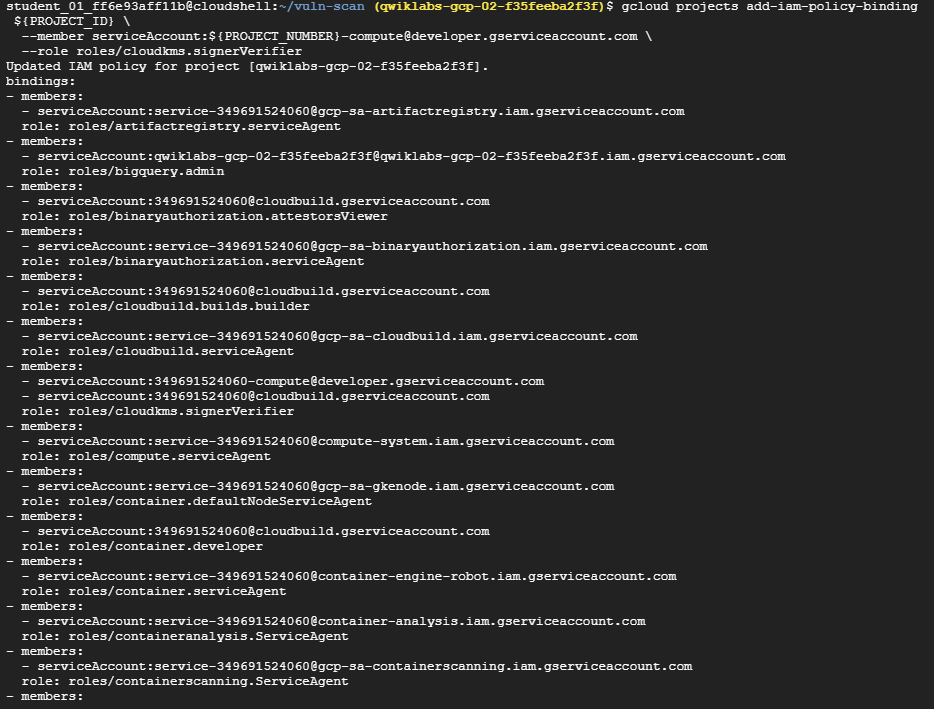 student_01_ff6e93aff11b@cloudshell:~/vuln-scan (qwiklabs-gcp-02-f35feeba2f3f)$ gcloud projects add-iam-policy-binding
${PROJECT_ID} \
--member serviceAccount:${PROJECT_NUMBER}-compute@developer.gserviceaccount.com \
--role roles/cloudkms.signerVerifier
Updated IAM policy for project [qwiklabs-gcp-02-f35feeba2f3f].
bindings:
- members:
- serviceAccount:service-349691524060@gcp-sa-artifactregistry.iam.gserviceaccount.com
role: roles/artifactregistry.serviceAgent
- members:
- serviceAccount:qwiklabs-gcp-02-f35feeba2f3f@qwiklabs-gcp-02-f35feeba2f3f.iam.gserviceaccount.com
role: roles/bigquery.admin
- members:
- serviceAccount:349691524060@cloudbuild.gserviceaccount.com
role: roles/binaryauthorization.attestorsViewer
- members:
- serviceAccount:service-349691524060@gcp-sa-binaryauthorization.iam.gserviceaccount.com
role: roles/binaryauthorization.serviceAgent
- members:
- serviceAccount:349691524060@cloudbuild.gserviceaccount.com
role: roles/cloudbuild.builds.builder
- members:
- serviceAccount:service-349691524060@gcp-sa-cloudbuild.iam.gserviceaccount.com
role: roles/cloudbuild.serviceAgent
- members:
- serviceAccount:349691524060-compute@developer.gserviceaccount.com
- serviceAccount:349691524060@cloudbuild.gserviceaccount.com
role: roles/cloudkms.signerVerifier
- members:
- serviceAccount:service-349691524060@compute-system.iam.gserviceaccount.com
role: roles/compute.serviceAgent
- members:
- serviceAccount:service-349691524060@gcp-sa-gkenode.iam.gserviceaccount.com
role: roles/container.defaultNodeServiceAgent
- members:
- serviceAccount:349691524060@cloudbuild.gserviceaccount.com
role: roles/container.developer
- members:
- serviceAccount:service-349691524060@container-engine-robot.iam.gserviceaccount.com
role: roles/container.serviceAgent
- members:
- serviceAccount:service-349691524060@container-analysis.iam.gserviceaccount.com
role: roles/containeranalysis.ServiceAgent
- members:
- serviceAccount:service-349691524060@gcp-sa-containerscanning.iam.gserviceaccount.com
role: roles/containerscanning.ServiceAgent
- members: